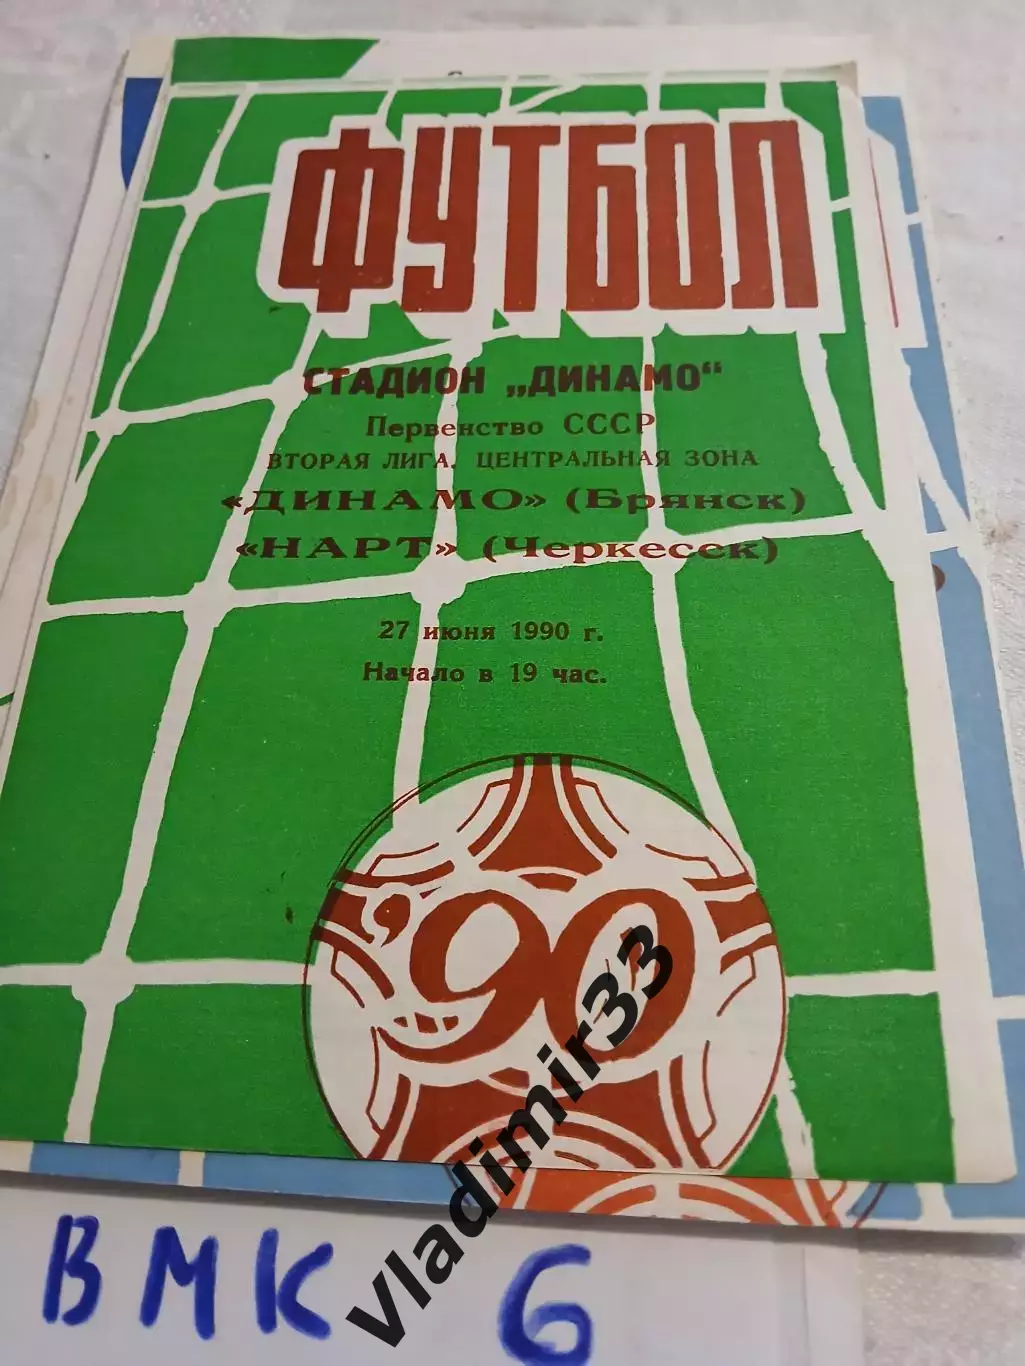 ФУТБОЛ
СТАДИОН „ДИНАМО“
Первенство СССР
ВТОРАЯ ЛИГА. ЦЕНТРАЛЬНАЯ ЗОНА
«ДИНАМО» (Брянск)
«НАРТ» (Черкесск)
27 июня 1990 г.
Начало в 19 час.
'90
Vladimir33
ВМК 6